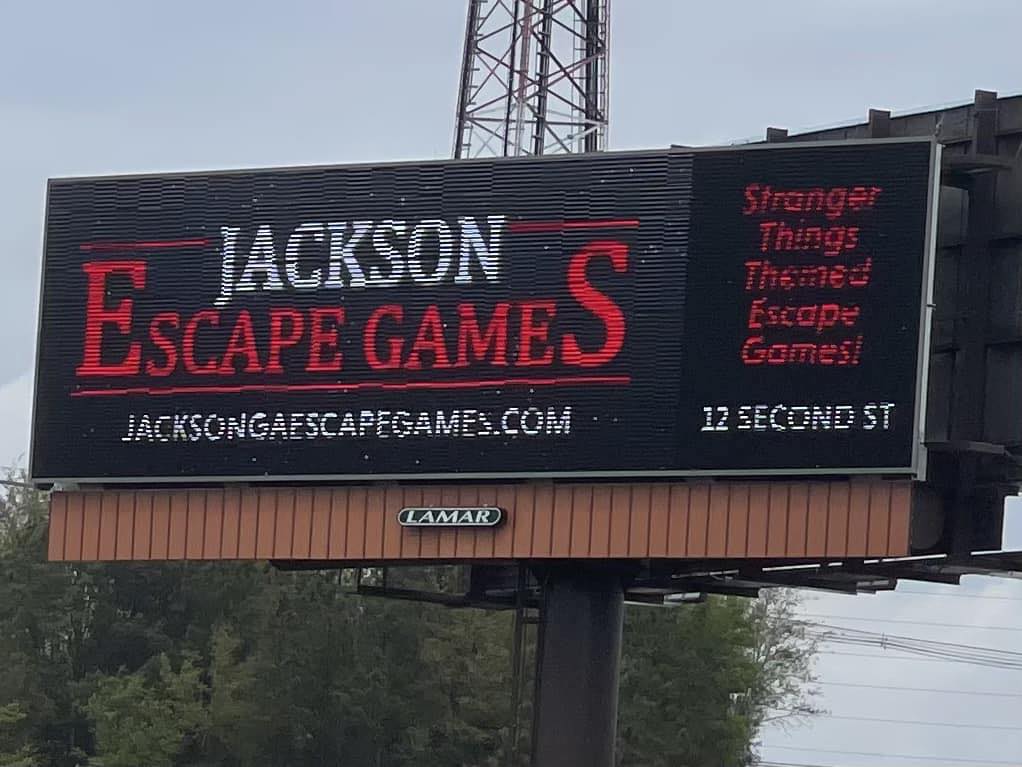 JACKSON
ESCAPE GAMES
JACKSONGAESCAPEGAMES.COM
Stranger
Things
Themed
Escape
Games!
12 SECOND ST
LAMAR